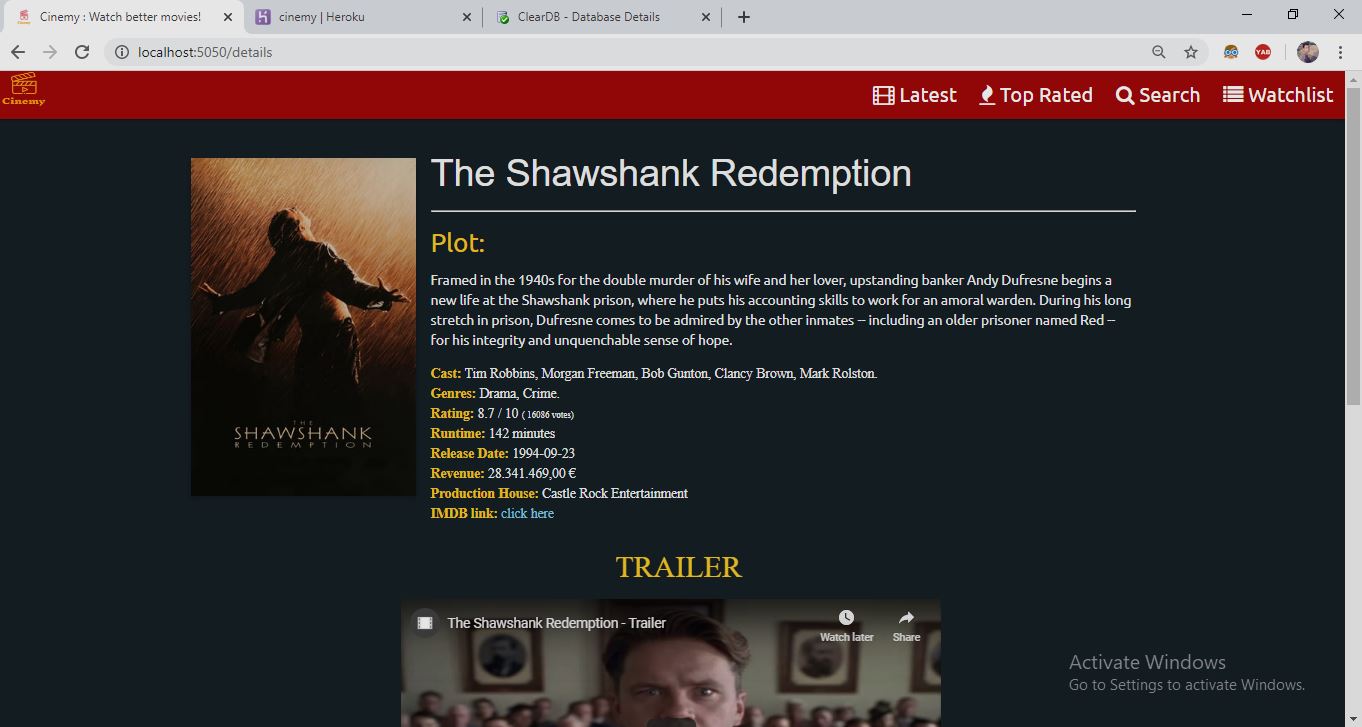 Cinemy : Watch better movies!
cinemy | Heroku
ClearDB - Database Details
localhost:5050/details
YAB
Cinemy
Latest
Top Rated
Search
Watchlist
The Shawshank Redemption
Plot:
Framed in the 1940s for the double murder of his wife and her lover, upstanding banker Andy Dufresne begins a
new life at the Shawshank prison, where he puts his accounting skills to work for an amoral warden. During his long
stretch in prison, Dufresne comes to be admired by the other inmates -- including an older prisoner named Red --
for his integrity and unquenchable sense of hope.
THE
SHAWSHANK
REDEMPTION
Cast: Tim Robbins, Morgan Freeman, Bob Gunton, Clancy Brown, Mark Rolston.
Genres: Drama, Crime.
Rating: 8.7 / 10 ( 16086 votes)
Runtime: 142 minutes
Release Date: 1994-09-23
Revenue: 28.341.469,00 €
Production House: Castle Rock Entertainment
IMDB link: click here
TRAILER
The Shawshank Redemption - Trailer
Watch later
Share
Activate Windows
Go to Settings to activate Windows.